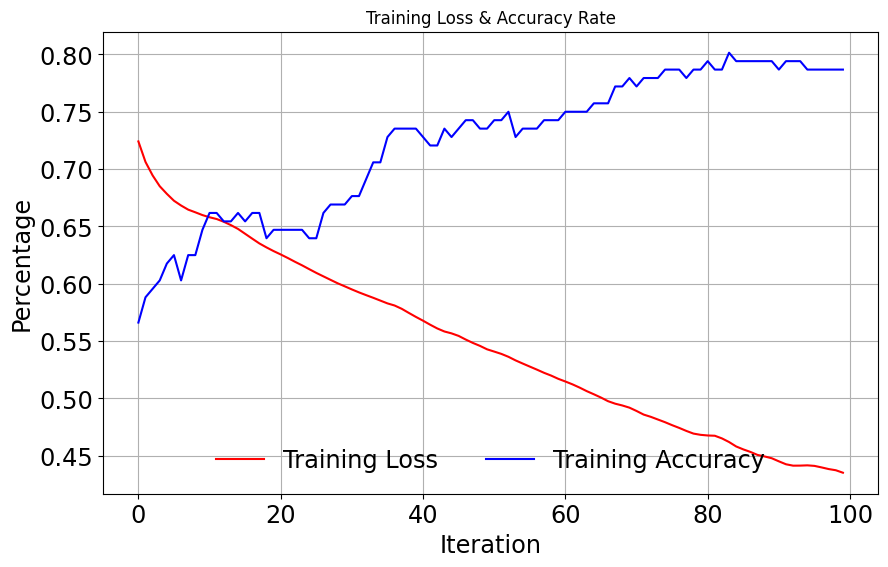 Training Loss & Accuracy Rate
0.80
0.75
0.70
0.65
0.60
0.55
0.50
0.45
Percentage
Training Loss
Training Accuracy
0 20 40 60 80 100
Iteration